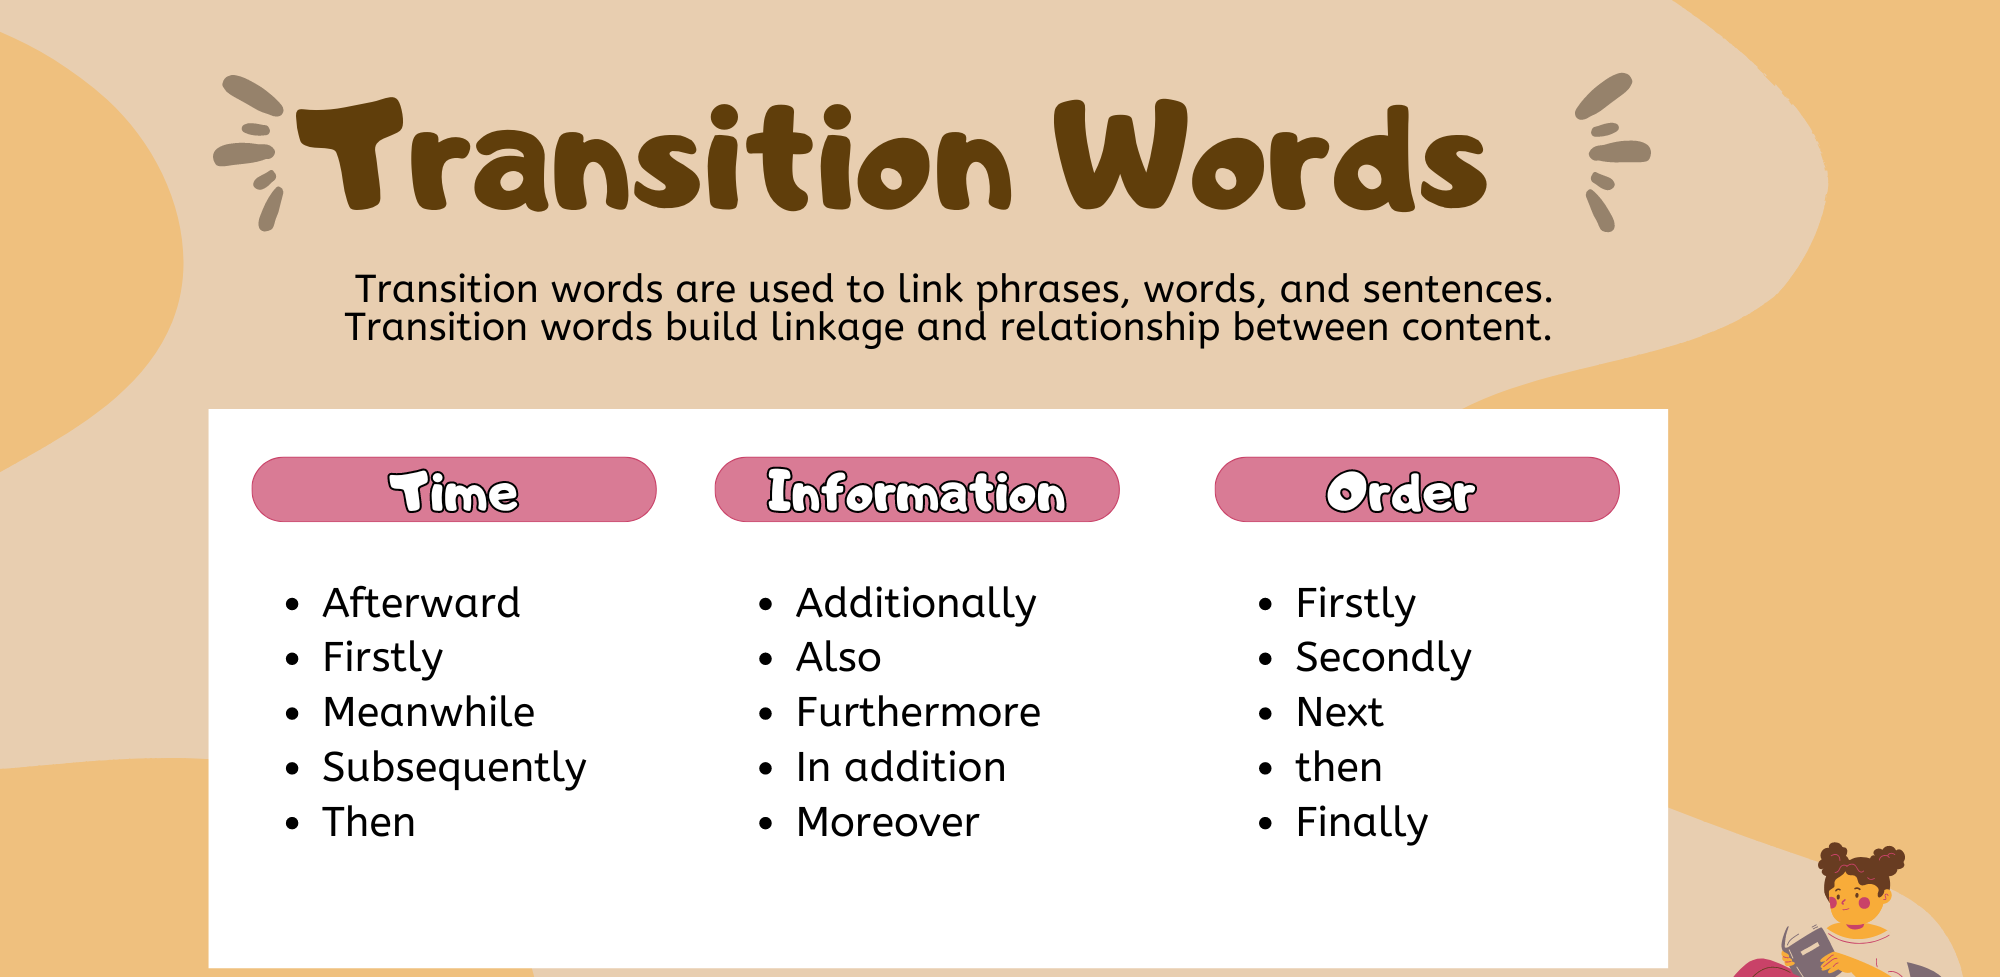 Transition Words
Transition words are used to link phrases, words, and sentences.
Transition words build linkage and relationship between content.
Time
Afterward
Firstly
Meanwhile
Subsequently
Then
Information
Additionally
Also
Furthermore
In addition
Moreover
Order
Firstly
Secondly
Next
then
Finally